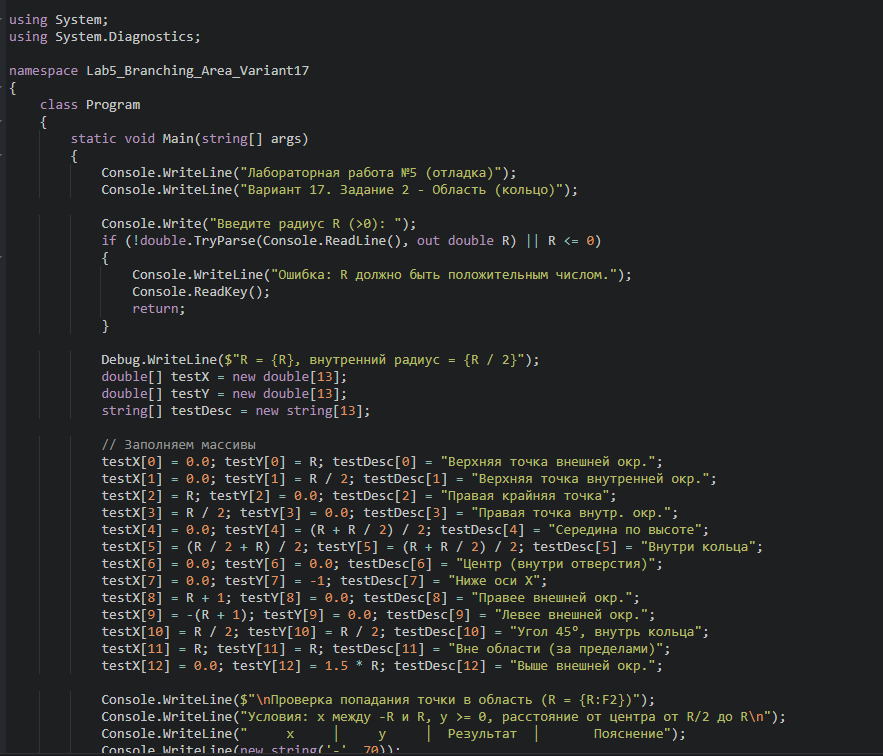 using System;
using System.Diagnostics;
namespace Lab5_Branching_Area_Variant17
{
class Program
{
static void Main(string[] args)
{
Console.WriteLine("Лабораторная работа №5 (отладка)");
Console.WriteLine("Вариант 17. Задание 2 - Область (кольцо)");
Console.Write("Введите радиус R (>0): ");
if (!double.TryParse(Console.ReadLine(), out double R) || R <= 0)
{
Console.WriteLine("Ошибка: R должно быть положительным числом.");
Console.ReadKey();
return;
}
Debug.WriteLine($"R = {R}, внутренний радиус = {R / 2}");
double[] testX = new double[13];
double[] testY = new double[13];
string[] testDesc = new string[13];
// Заполняем массивы
testX[0] = 0.0; testY[0] = R; testDesc[0] = "Верхняя точка внешней окр.";
testX[1] = 0.0; testY[1] = R / 2; testDesc[1] = "Верхняя точка внутренней окр.";
testX[2] = R; testY[2] = 0.0; testDesc[2] = "Правая крайняя точка";
testX[3] = R / 2; testY[3] = 0.0; testDesc[3] = "Правая точка внутр. окр.";
testX[4] = 0.0; testY[4] = (R + R / 2) / 2; testDesc[4] = "Середина по высоте";
testX[5] = (R / 2 + R) / 2; testY[5] = (R + R / 2) / 2; testDesc[5] = "Внутри кольца";
testX[6] = 0.0; testY[6] = 0.0; testDesc[6] = "Центр (внутри отверстия)";
testX[7] = 0.0; testY[7] = -1; testDesc[7] = "Ниже оси X";
testX[8] = R + 1; testY[8] = 0.0; testDesc[8] = "Правее внешней окр.";
testX[9] = -(R + 1); testY[9] = 0.0; testDesc[9] = "Левее внешней окр.";
testX[10] = R / 2; testY[10] = R / 2; testDesc[10] = "Угол 45°, внутрь кольца";
testX[11] = R; testY[11] = R; testDesc[11] = "Вне области (за пределами)";
testX[12] = 0.0; testY[12] = 1.5 * R; testDesc[12] = "Выше внешней окр.";
Console.WriteLine($"\nПроверка попадания точки в область (R = {R:F2})");
Console.WriteLine("Условия: x между -R и R, y >= 0, расстояние от центра от R/2 до R\n");
Console.WriteLine("     x     |     y     |  Результат  |       Пояснение");
Console.WriteLine(new string('-', 70));